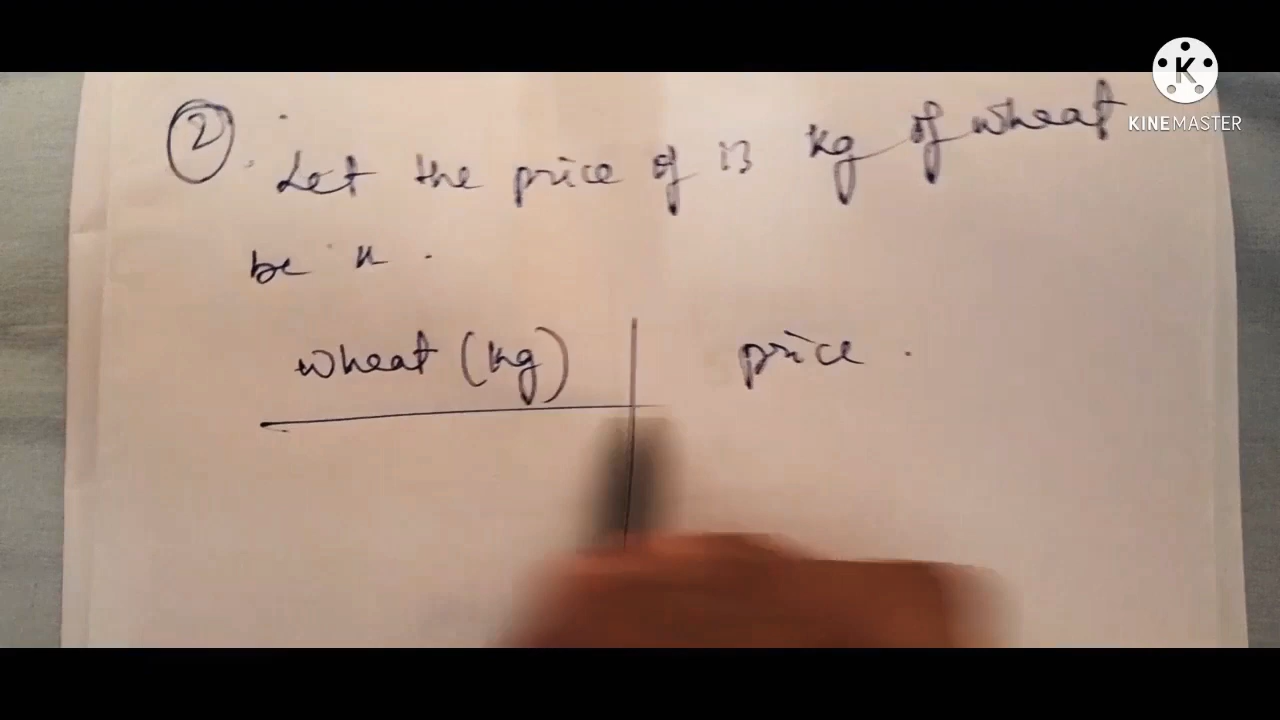 ② Let the price of 13 kg of wheat
be x.
wheat (kg) price.
K
KINEMASTER